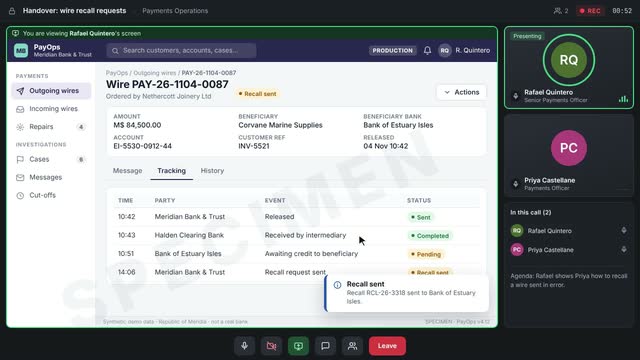 Handover: wire recall requests Payments Operations 2 REC 00:52
You are viewing Rafael Quintero's screen
MB PayOps
Meridian Bank & Trust
Search customers, accounts, cases...
PRODUCTION RQ R. Quintero
PAYMENTS
Outgoing wires
Incoming wires
Repairs 4
INVESTIGATIONS
Cases 6
Messages
Cut-offs
PayOps / Outgoing wires / PAY-26-1104-0087
Wire PAY-26-1104-0087
Ordered by Nethercott Joinery Ltd
Recall sent
Actions
AMOUNT BENEFICIARY BENEFICIARY BANK
M$ 84,500.00 Corvane Marine Supplies Bank of Estuary Isles
ACCOUNT CUSTOMER REF RELEASED
EI-5530-0912-44 INV-5521 04 Nov 10:42
Message Tracking History
TIME PARTY EVENT STATUS
10:42 Meridian Bank & Trust Released Sent
10:43 Halden Clearing Bank Received by intermediary Completed
10:51 Bank of Estuary Isles Awaiting credit to beneficiary Pending
14:06 Meridian Bank & Trust Recall request sent Recall sent
Recall sent
Recall RCL-26-3318 sent to Bank of Estuary
Isles.
SPECIMEN
Synthetic demo data · Republic of Meridia · not a real bank
SPECIMEN · PayOps v4.12
Presenting
RQ
Rafael Quintero
Senior Payments Officer
PC
Priya Castellane
Payments Officer
In this call (2)
RQ Rafael Quintero
PC Priya Castellane
Agenda: Rafael shows Priya how to recall
a wire sent in error.
Leave